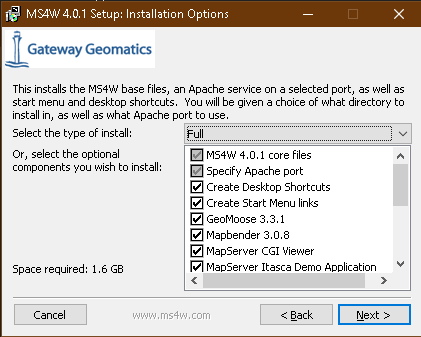 MS4W 4.0.1 Setup: Installation Options
Gateway Geomatics
This installs the MS4W base files, an Apache service on a selected port, as well as
start menu and desktop shortcuts.  You will be given a choice of what directory to
install in, as well as what Apache port to use.
Select the type of install:
Full
Or, select the optional
components you wish to install:
MS4W 4.0.1 core files
Specify Apache port
Create Desktop Shortcuts
Create Start Menu links
GeoMoose 3.3.1
Mapbender 3.0.8
MapServer CGI Viewer
MapServer Itasca Demo Application
Space required: 1.6 GB
Cancel
www.ms4w.com
< Back
Next >